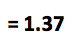 = 1.37